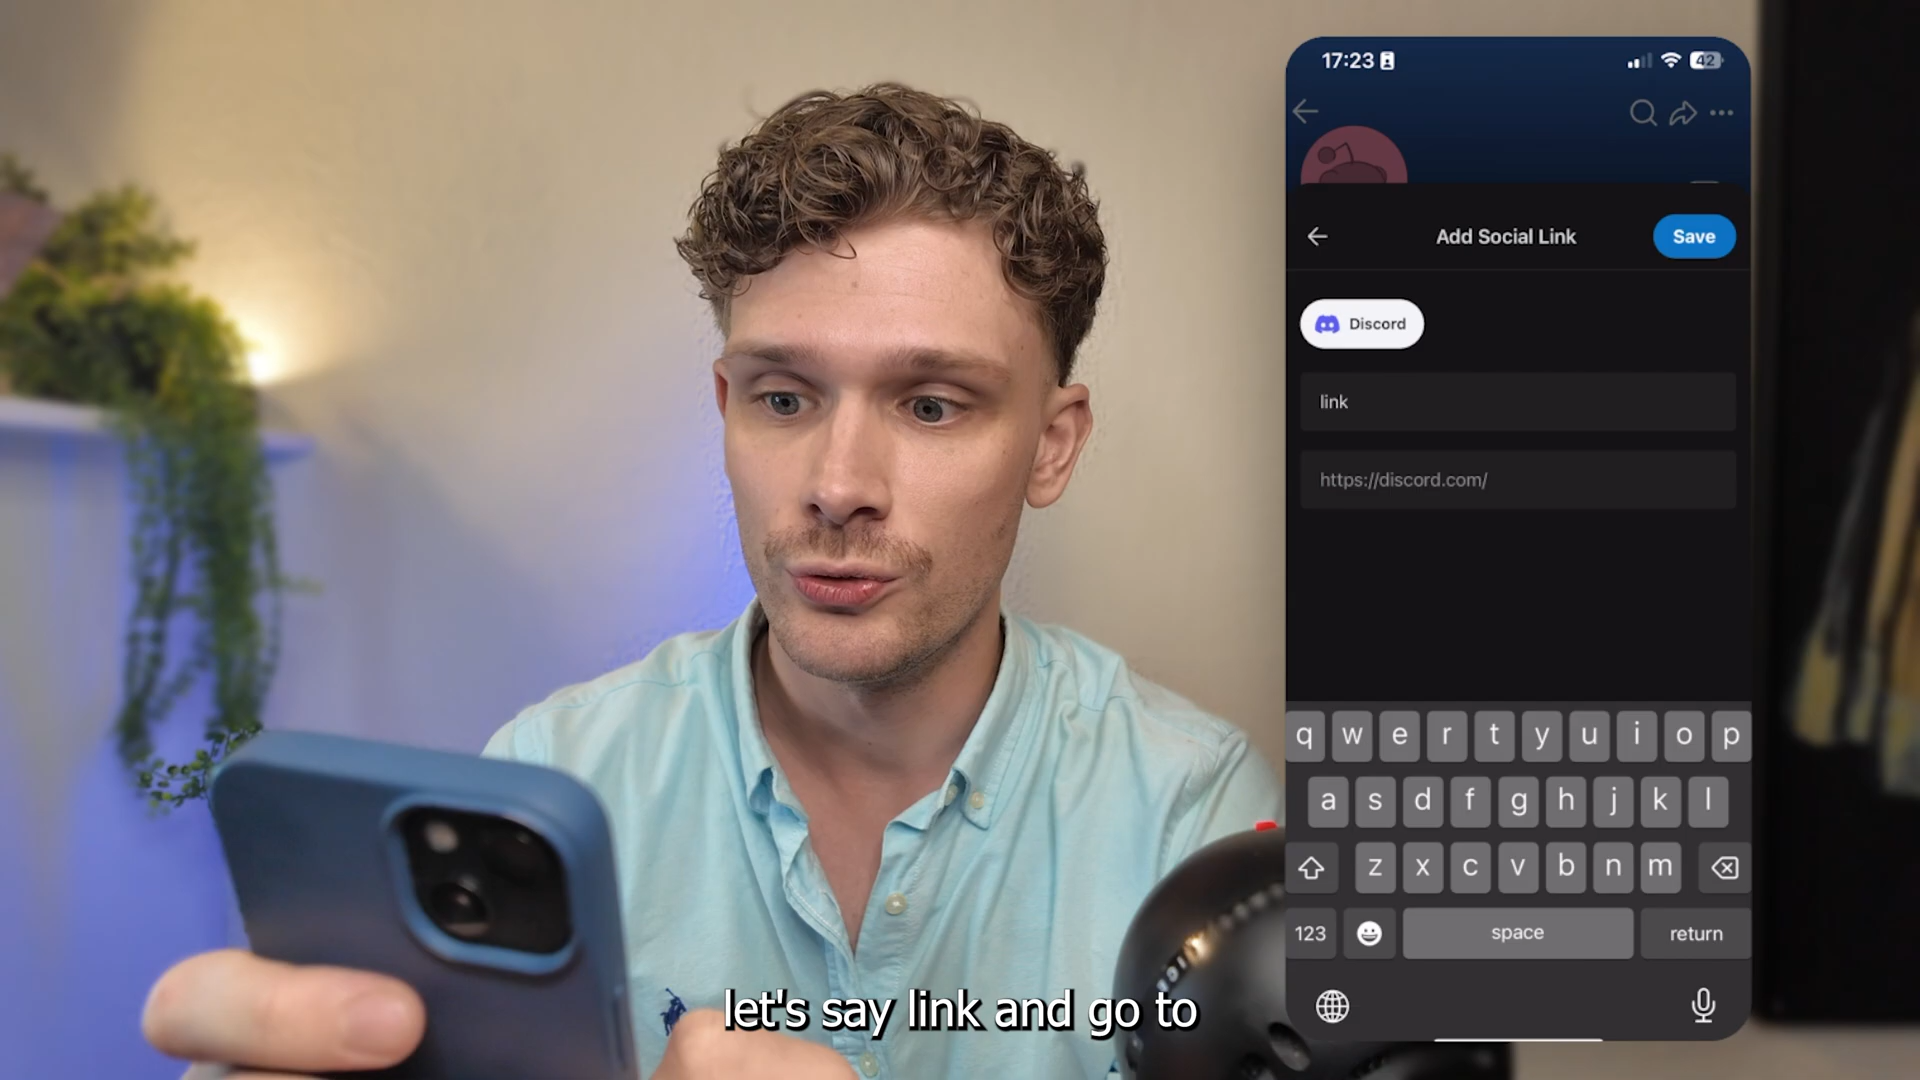 17:23
42
Add Social Link
Save
Discord
link
https://discord.com/
q w e r t y u i o p
a s d f g h j k l
z x c v b n m
123
space
return
let's say link and go to